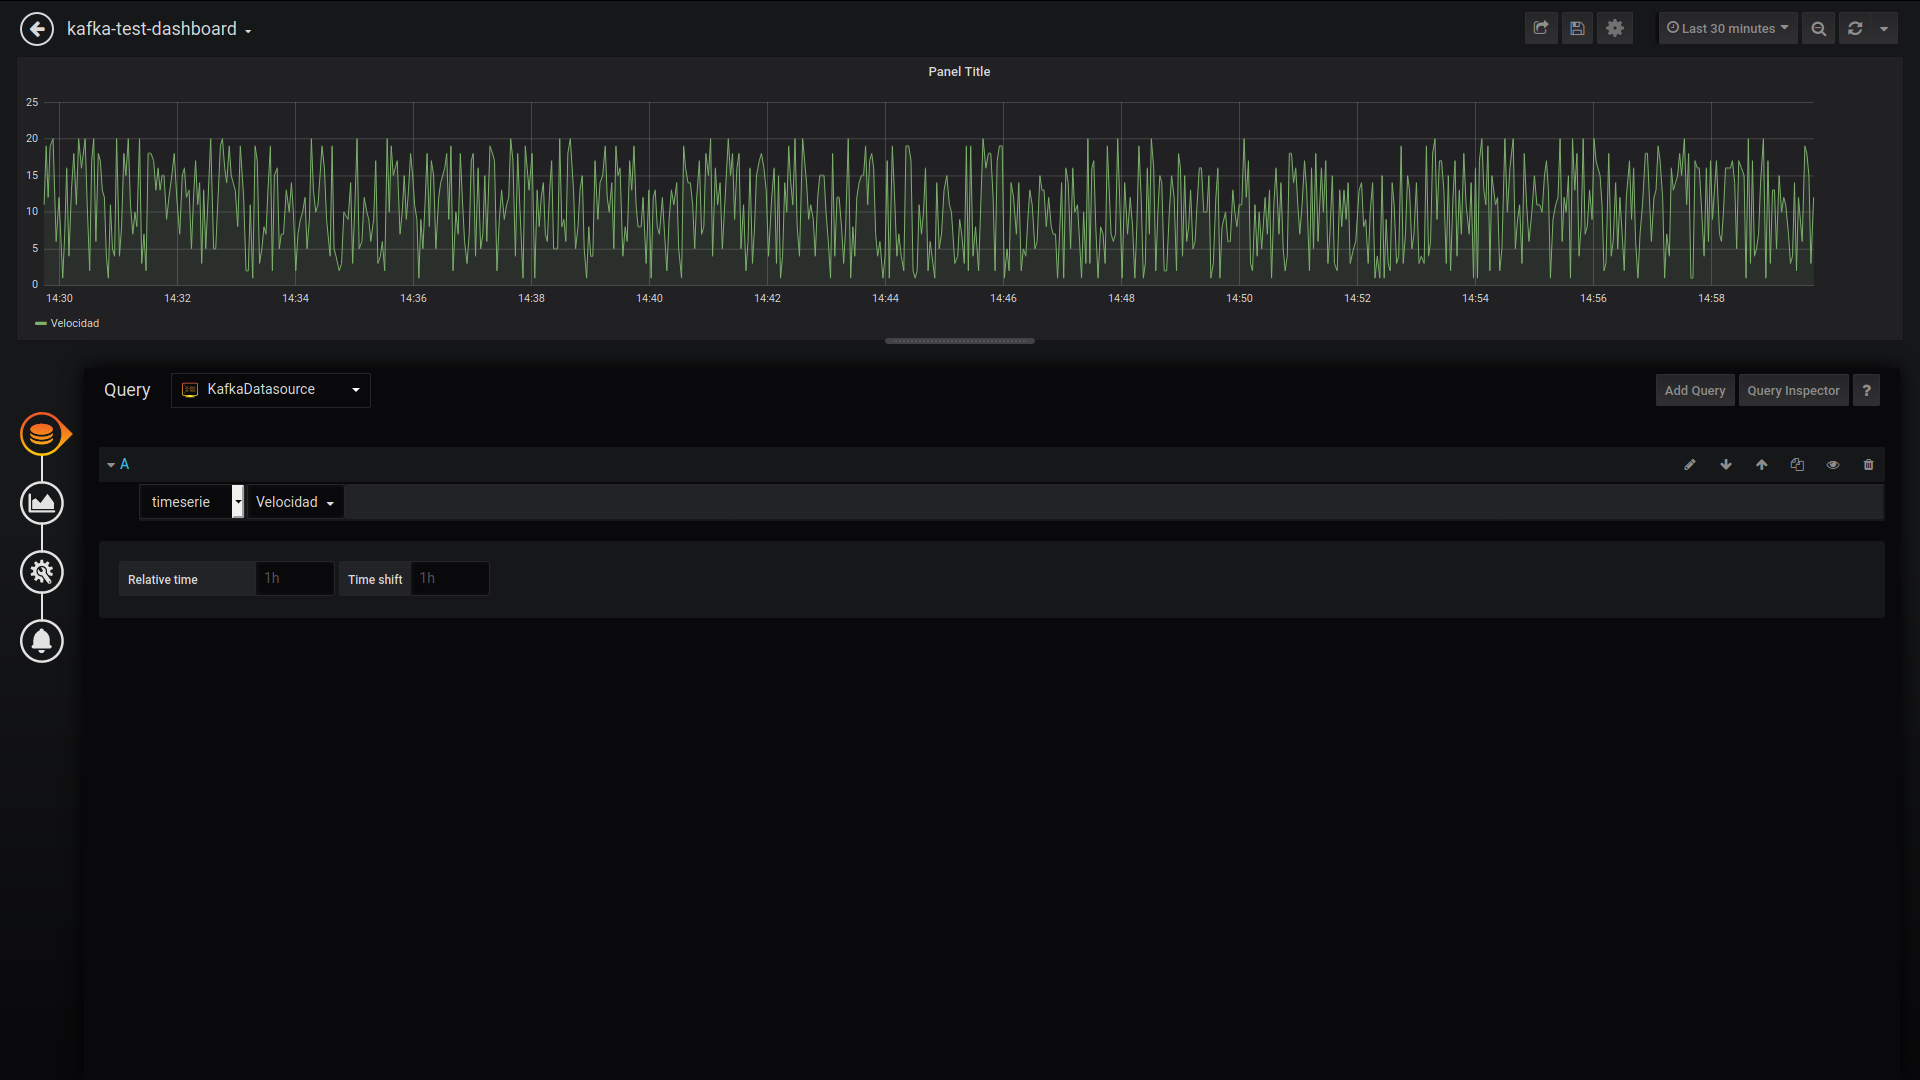 kafka-test-dashboard
Last 30 minutes
Panel Title
25
20
15
10
5
0
14:30 14:32 14:34 14:36 14:38 14:40 14:42 14:44 14:46 14:48 14:50 14:52 14:54 14:56 14:58
Velocidad
Query KafkaDatasource Add Query Query Inspector ?
A
timeserie Velocidad
Relative time 1h Time shift 1h